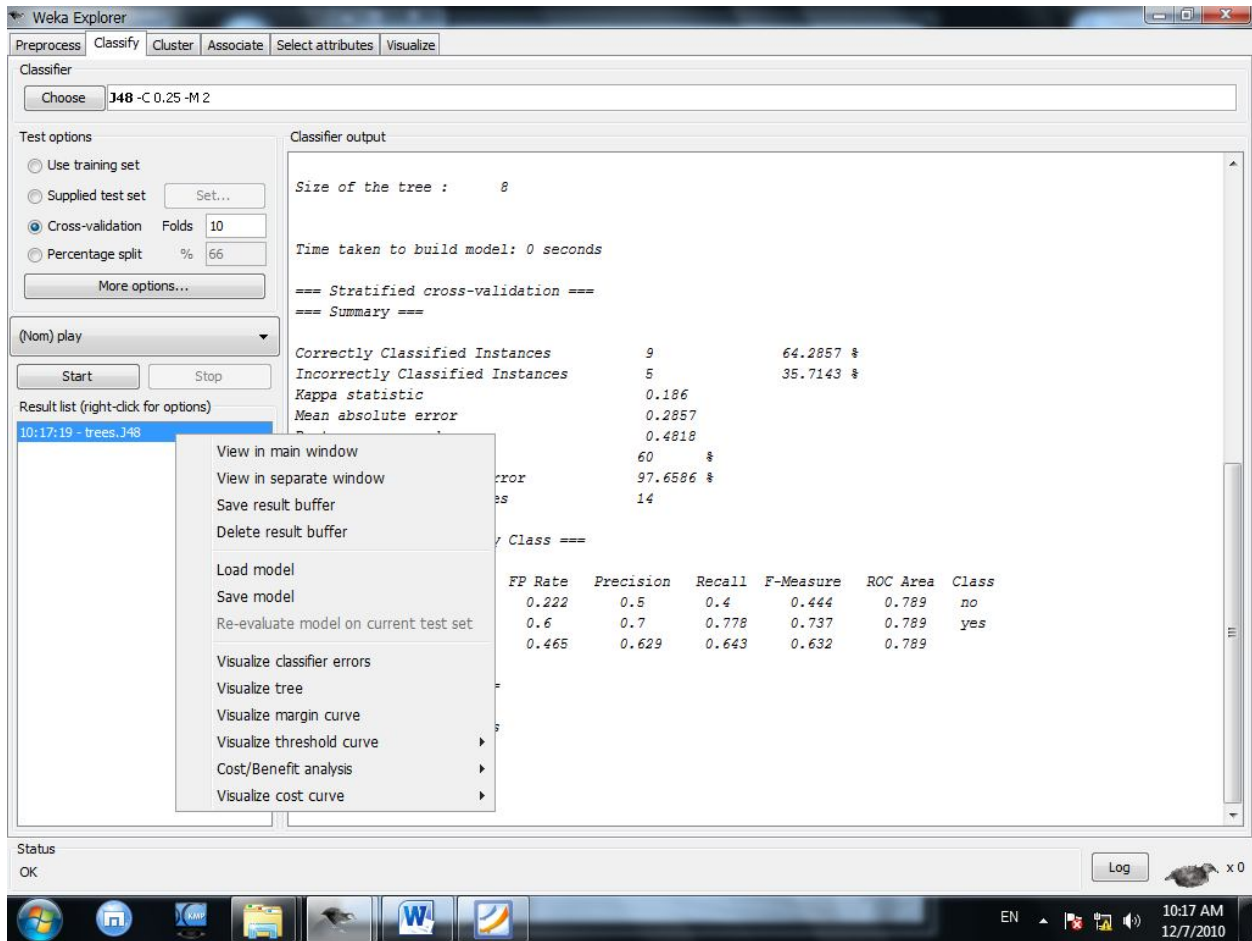 Weka Explorer
Preprocess Classify Cluster Associate Select attributes Visualize
Classifier
Choose J48 -C 0.25 -M 2
Test options
Use training set
Supplied test set Set...
Cross-validation Folds 10
Percentage split % 66
More options...
(Nom) play
Start Stop
Result list (right-click for options)
10:17:19 - trees.J48
View in main window
View in separate window
Save result buffer
Delete result buffer
Load model
Save model
Re-evaluate model on current test set
Visualize classifier errors
Visualize tree
Visualize margin curve
Visualize threshold curve
Cost/Benefit analysis
Visualize cost curve
Classifier output
Size of the tree : 8
Time taken to build model: 0 seconds
=== Stratified cross-validation ===
=== Summary ===
Correctly Classified Instances 9 64.2857 %
Incorrectly Classified Instances 5 35.7143 %
Kappa statistic 0.186
Mean absolute error 0.2857
0.4818
60 %
97.6586 %
14
Class ===
FP Rate Precision Recall F-Measure ROC Area Class
0.222 0.5 0.4 0.444 0.789 no
0.6 0.7 0.778 0.737 0.789 yes
0.465 0.629 0.643 0.632 0.789
Status
OK
Log x 0
KMP
W
EN
10:17 AM
12/7/2010